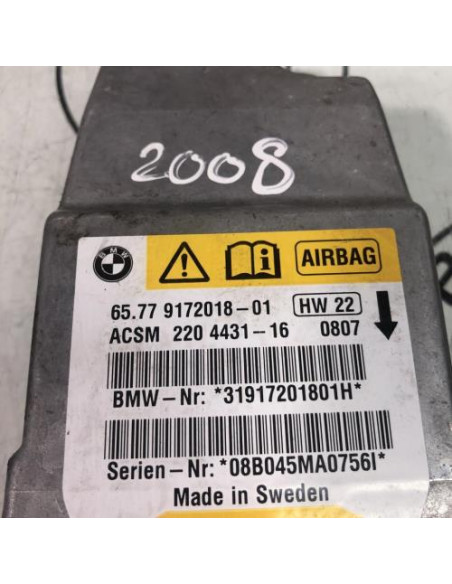 2008
BMW
AIRBAG
65.77 9172018-01 HW 22
ACSM 220 4431-16 0807
BMW-Nr: *31917201801H*
Serien-Nr: *08B045MA0756I*
Made in Sweden